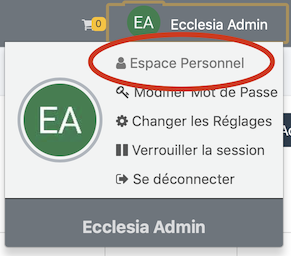 0
EA
Ecclesia Admin
Espace Personnel
Modifier Mot de Passe
EA
Changer les Réglages
Verrouiller la session
Se déconnecter
Ecclesia Admin